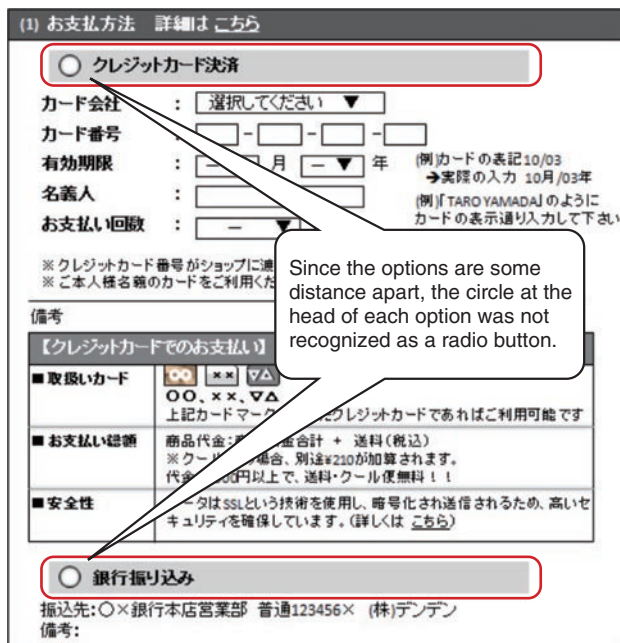 (1) お支払方法 詳細は こちら
○ クレジットカード決済
カード会社 : 選択してください ▼
カード番号 : - - -
有効期限 : — 月 — ▼ 年
(例)カードの表記10/03
➔実際の入力 10月/03年
名義人 :
(例)「TARO YAMADA」のように
カードの表示通り入力して下さい
お支払い回数 : — ▼
※クレジットカード番号がショップに
※ご本人様名義のカードをご利用くだ
Since the options are some
distance apart, the circle at the
head of each option was not
recognized as a radio button.
備考
【クレジットカードでのお支払い】
■取扱いカード
○○ ×× ▽△
○○、××、▽△
上記カードマーク クレジットカードであればご利用可能です
■お支払い総額
商品代金: 金合計 + 送料(税込)
※クール 場合、別途¥210が加算されます。
代金 00円以上で、送料・クール便無料!!
■安全性
ータはSSLという技術を使用し、暗号化され送信されるため、高いセ
キュリティを確保しています。(詳しくは こちら)
○ 銀行振り込み
振込先:○×銀行本店営業部 普通123456× (株)デンデン
備考: